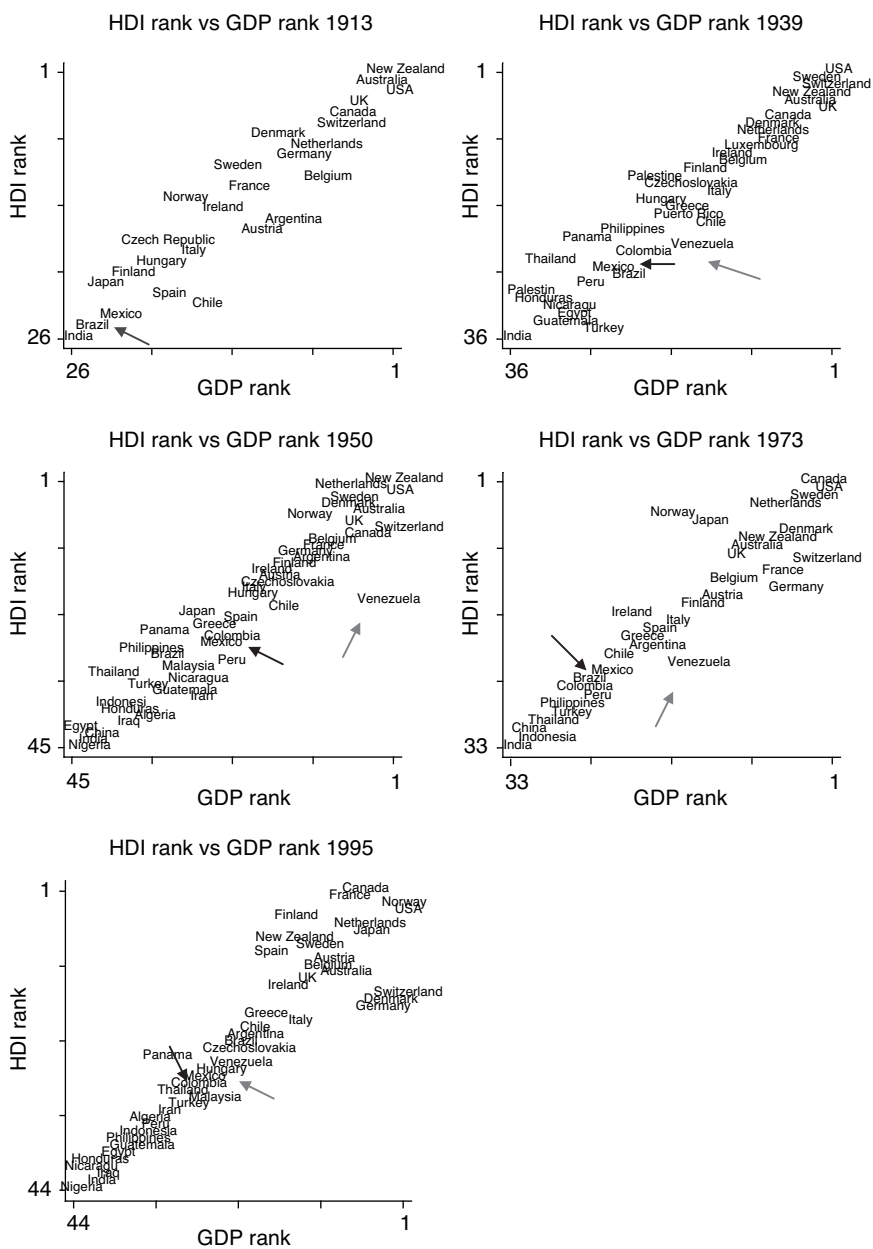 HDI rank vs GDP rank 1913
1
New Zealand
Australia
USA
UK
Canada
Switzerland
Denmark
Netherlands
Germany
Sweden
Belgium
France
Norway
Ireland
Argentina
Austria
Czech Republic
Italy
Hungary
Finland
Japan
Spain
Chile
Mexico
Brazil
India
26
HDI rank
26
1
GDP rank
HDI rank vs GDP rank 1939
1
USA
Sweden
Switzerland
New Zealand
Australia
UK
Canada
Denmark
Netherlands
France
Luxembourg
Ireland
Belgium
Finland
Palestine
Czechoslovakia
Italy
Hungary
Greece
Puerto Rico
Chile
Philippines
Panama
Venezuela
Colombia
Thailand
Mexico
Brazil
Peru
Palestin
Honduras
Nicaragu
Egypt
Guatemala
Turkey
India
36
HDI rank
36
1
GDP rank
HDI rank vs GDP rank 1950
1
New Zealand
Netherlands
USA
Sweden
Denmark
Australia
Norway
UK
Switzerland
Canada
Belgium
France
Germany
Argentina
Finland
Ireland
Austria
Czechoslovakia
Italy
Hungary
Venezuela
Chile
Japan
Spain
Greece
Panama
Colombia
Mexico
Philippines
Brazil
Peru
Malaysia
Thailand
Nicaragua
Turkey
Guatemala
Iran
Indonesi
Honduras
Algeria
Iraq
Egypt
China
India
Nigeria
45
HDI rank
45
1
GDP rank
HDI rank vs GDP rank 1973
1
Canada
USA
Sweden
Netherlands
Norway
Japan
Denmark
New Zealand
Australia
UK
Switzerland
France
Belgium
Germany
Austria
Finland
Ireland
Italy
Spain
Greece
Argentina
Chile
Venezuela
Mexico
Brazil
Colombia
Peru
Philippines
Turkey
Thailand
China
Indonesia
India
33
HDI rank
33
1
GDP rank
HDI rank vs GDP rank 1995
1
Canada
France
Norway
USA
Finland
Netherlands
Japan
New Zealand
Sweden
Spain
Austria
Belgium
Australia
UK
Ireland
Switzerland
Denmark
Germany
Greece
Italy
Chile
Argentina
Brazil
Czechoslovakia
Panama
Venezuela
Hungary
Mexico
Colombia
Thailand
Malaysia
Turkey
Iran
Algeria
Peru
Indonesia
Philippines
Guatemala
Egypt
Honduras
Nicaragu
Iraq
India
Nigeria
44
HDI rank
44
1
GDP rank